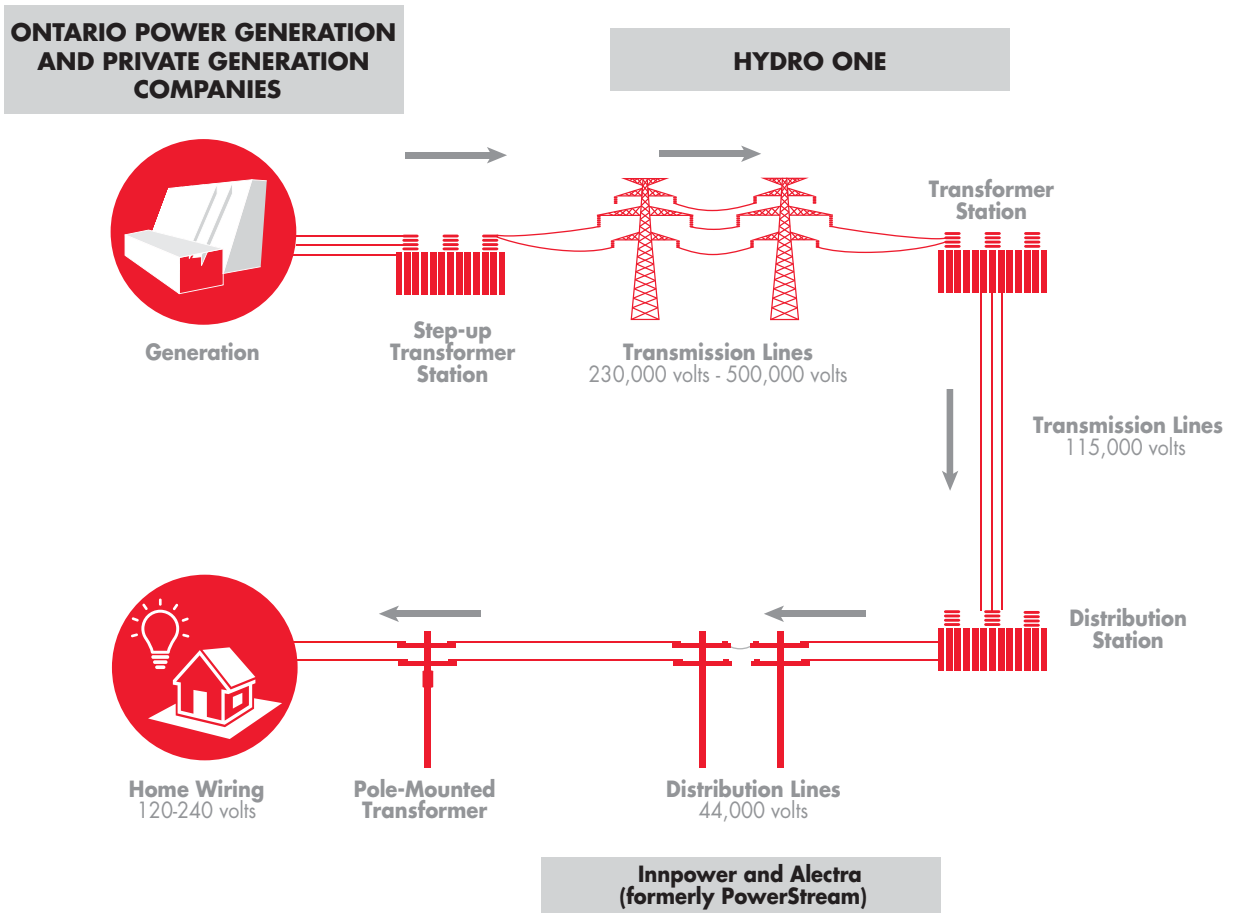 ONTARIO POWER GENERATION
AND PRIVATE GENERATION
COMPANIES
HYDRO ONE
Generation
Step-up
Transformer
Station
Transmission Lines
230,000 volts - 500,000 volts
Transformer
Station
Transmission Lines
115,000 volts
Distribution
Station
Home Wiring
120-240 volts
Pole-Mounted
Transformer
Distribution Lines
44,000 volts
Innpower and Alectra
(formerly PowerStream)